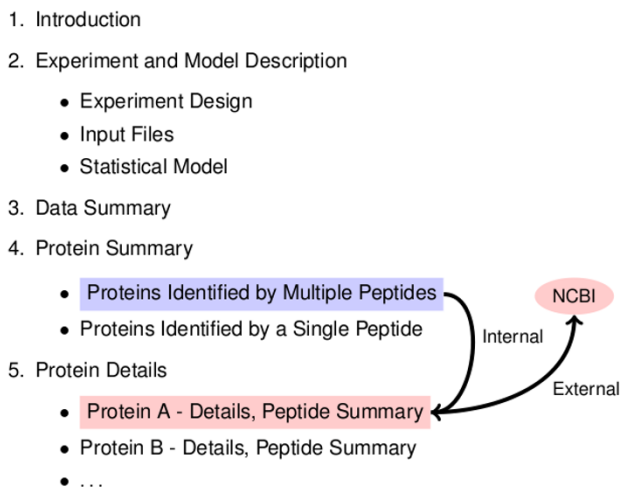 1. Introduction
2. Experiment and Model Description
• Experiment Design
• Input Files
• Statistical Model
3. Data Summary
4. Protein Summary
• Proteins Identified by Multiple Peptides
NCBI
• Proteins Identified by a Single Peptide
Internal
5. Protein Details
External
• Protein A - Details, Peptide Summary
• Protein B - Details, Peptide Summary
• . . .